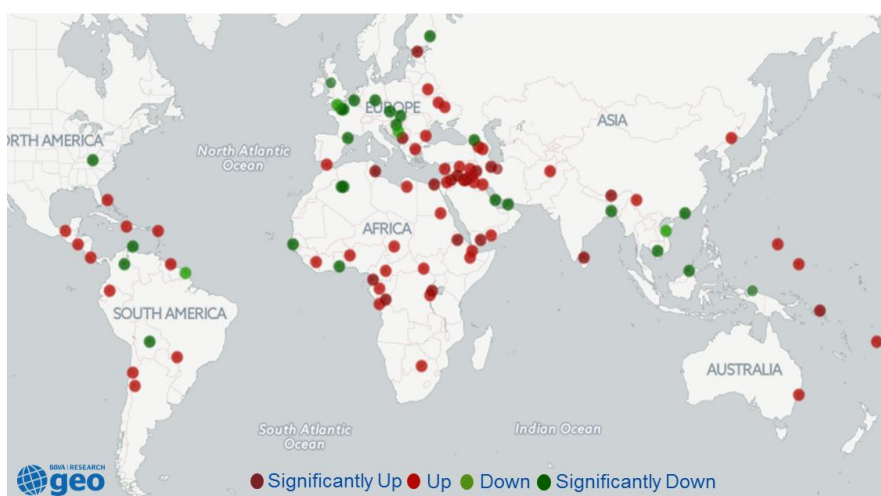 EUROPE
ASIA
ORTH AMERICA
North Atlantic
Ocean
AFRICA
SOUTH AMERICA
AUSTRALIA
South Atlantic
Ocean
Indian Ocean
BBVA | RESEARCH
geo
Significantly Up Up Down Significantly Down